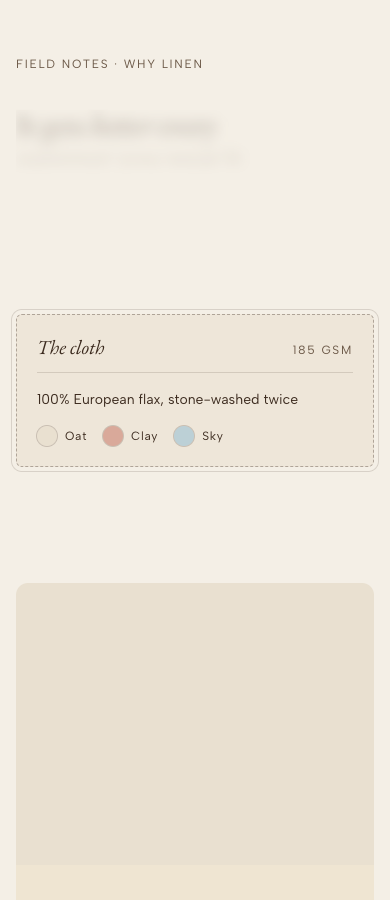 FIELD NOTES · WHY LINEN
The cloth
185 GSM
100% European flax, stone-washed twice
Oat
Clay
Sky